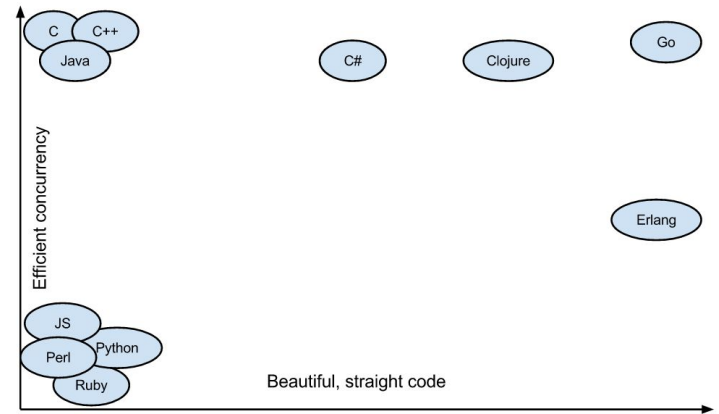 C
C++
Go
Java
C#
Clojure
Efficient concurrency
Erlang
JS
Python
Perl
Ruby
Beautiful, straight code